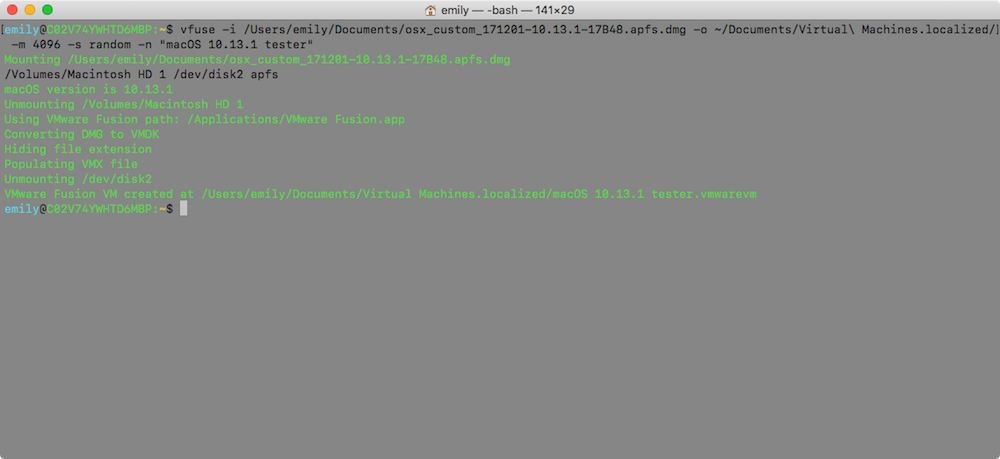 emily — -bash — 141×29
[emily@C02V74YWHTD6MBP:~$ vfuse -i /Users/emily/Documents/osx_custom_171201-10.13.1-17B48.apfs.dmg -o ~/Documents/Virtual\ Machines.localized/]
-m 4096 -s random -n "macOS 10.13.1 tester"
Mounting /Users/emily/Documents/osx_custom_171201-10.13.1-17B48.apfs.dmg
/Volumes/Macintosh HD 1 /dev/disk2 apfs
macOS version is 10.13.1
Unmounting /Volumes/Macintosh HD 1
Using VMware Fusion path: /Applications/VMware Fusion.app
Converting DMG to VMDK
Hiding file extension
Populating VMX file
Unmounting /dev/disk2
VMware Fusion VM created at /Users/emily/Documents/Virtual Machines.localized/macOS 10.13.1 tester.vmwarevm
emily@C02V74YWHTD6MBP:~$